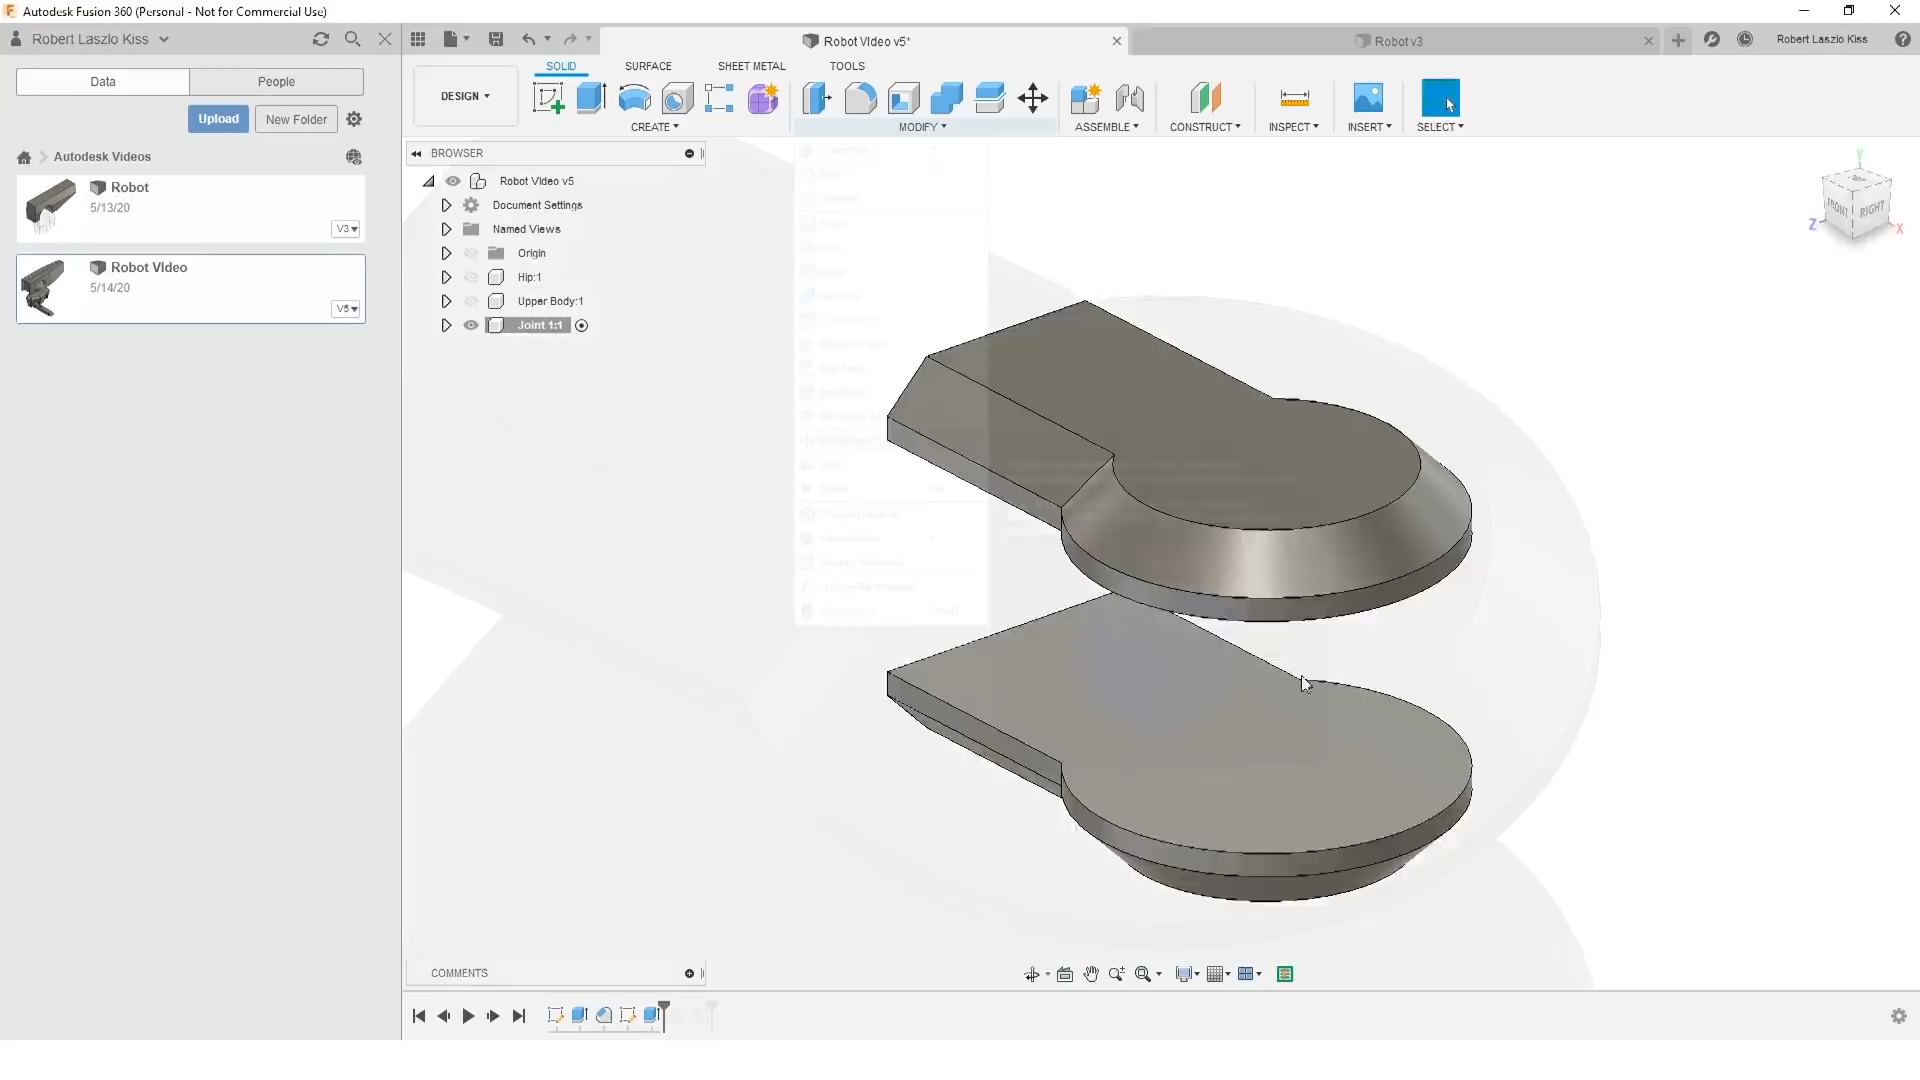 Autodesk Fusion 360 (Personal - Not for Commercial Use)
Robert Laszlo Kiss
Robot VIdeo v5*
Robot v3
Robert Laszlo Kiss
Data
People
Upload
New Folder
Autodesk Videos
Robot
5/13/20
V3
Robot VIdeo
5/14/20
V5
DESIGN
SOLID
SURFACE
SHEET METAL
TOOLS
CREATE
MODIFY
ASSEMBLE
CONSTRUCT
INSPECT
INSERT
SELECT
BROWSER
Robot VIdeo v5
Document Settings
Named Views
Origin
Hip:1
Upper Body:1
Joint 1:1
FRONT
RIGHT
Y
Z
X
COMMENTS